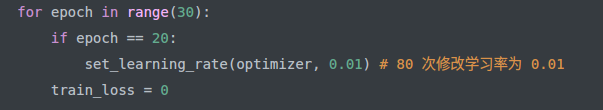 for epoch in range(30):
    if epoch == 20:
        set_learning_rate(optimizer, 0.01) # 80 次修改学习率为 0.01
    train_loss = 0